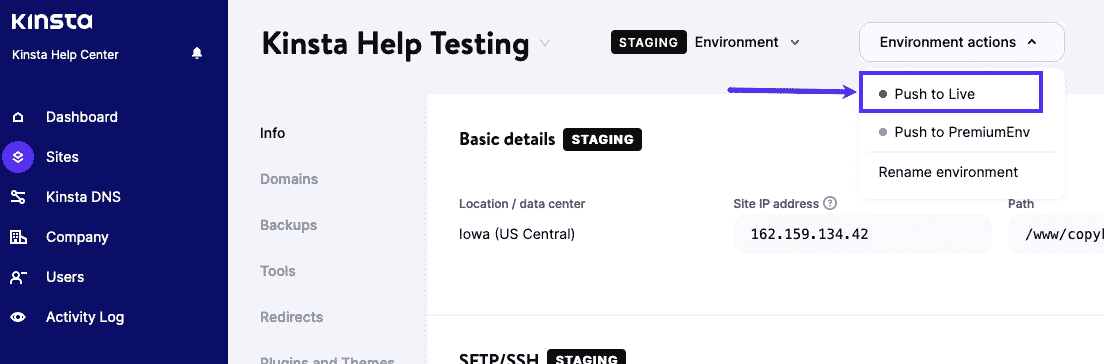 Kinsta
Kinsta Help Center
Dashboard
Sites
Kinsta DNS
Company
Users
Activity Log
Kinsta Help Testing
STAGING Environment
Environment actions
Push to Live
Push to PremiumEnv
Rename environment
Info
Domains
Backups
Tools
Redirects
Plugins and Themes
Basic details STAGING
Location / data center
Iowa (US Central)
Site IP address ?
162.159.134.42
Path
/www/copyl
SFTP/SSH STAGING